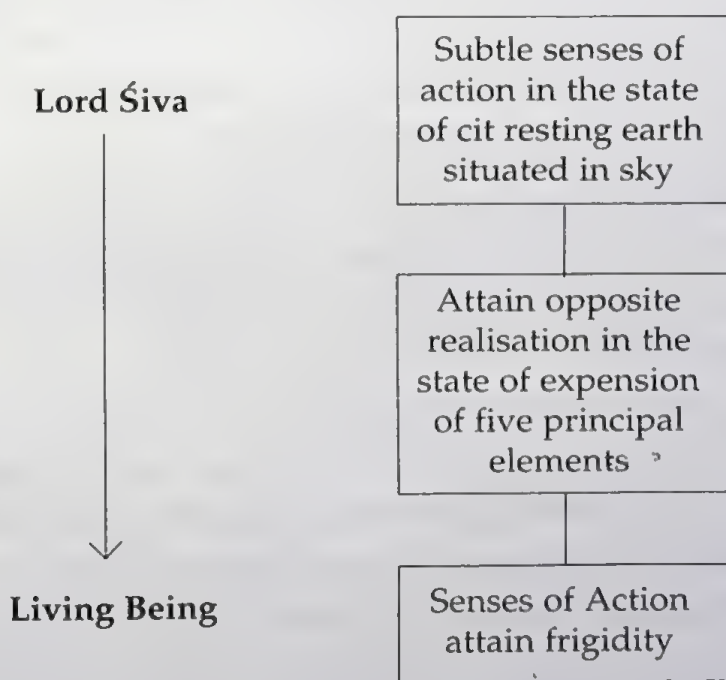 Lord Śiva
Living Being
Subtle senses of
action in the state
of cit resting earth
situated in sky
Attain opposite
realisation in the
state of expension
of five principal
elements
Senses of Action
attain frigidity